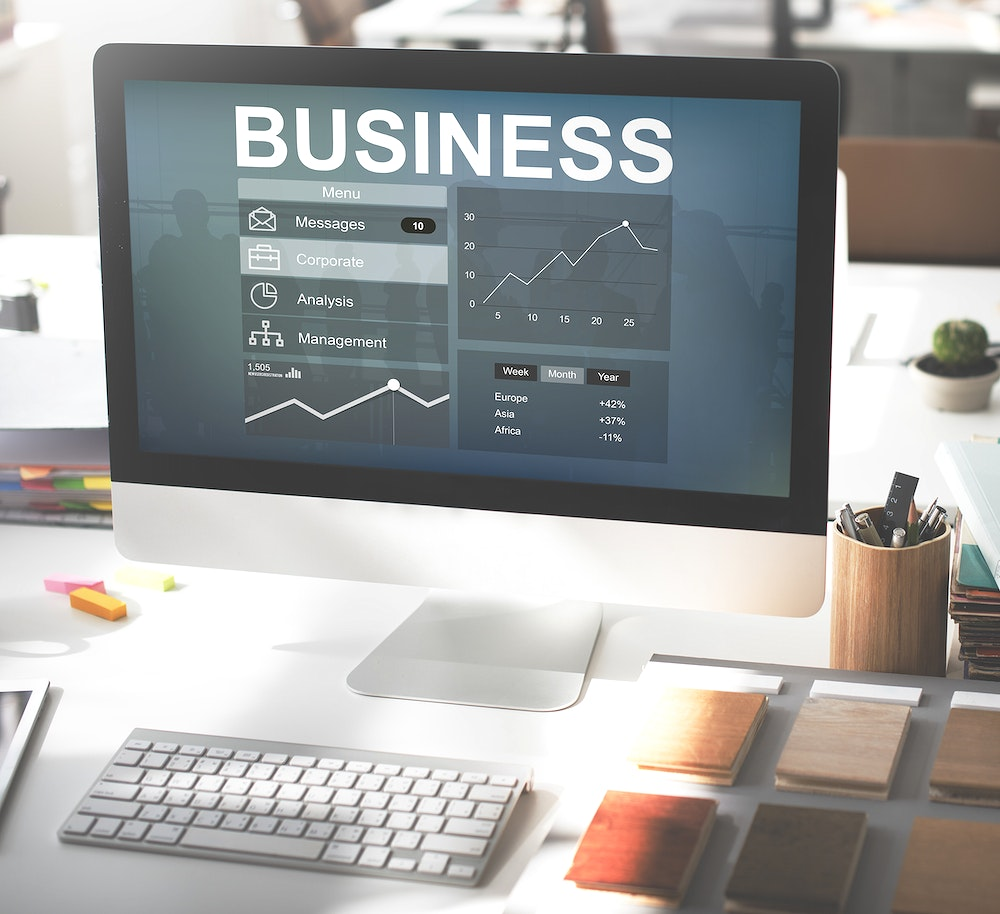 BUSINESS
Menu
Messages 10
Corporate
Analysis
Management
1,505
30
20
10
0
5 10 15 20 25
Week Month Year
Europe +42%
Asia +37%
Africa -11%